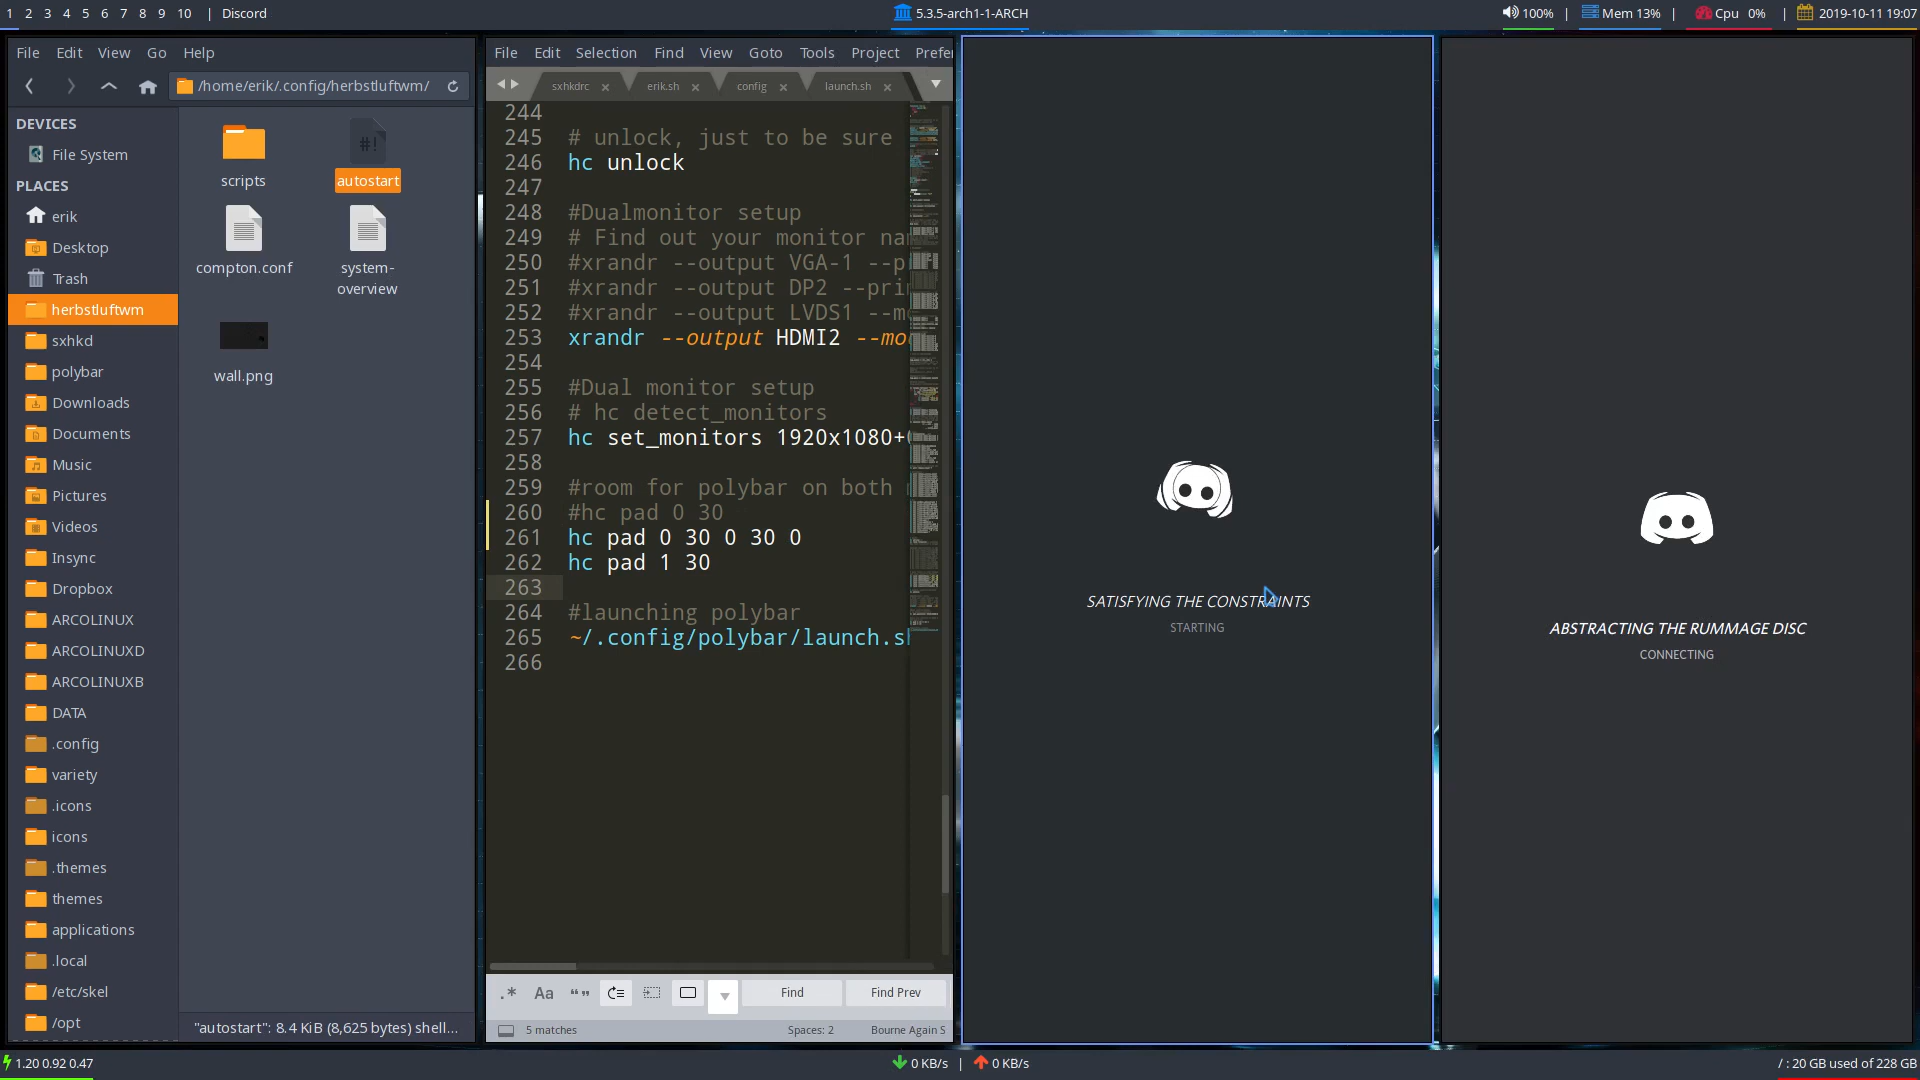 1 2 3 4 5 6 7 8 9 10 | Discord
5.3.5-arch1-1-ARCH
100% | Mem 13% | Cpu 0% | 2019-10-11 19:07
File Edit View Go Help
/home/erik/.config/herbstluftwm/
DEVICES
File System
PLACES
erik
Desktop
Trash
herbstluftwm
sxhkd
polybar
Downloads
Documents
Music
Pictures
Videos
Insync
Dropbox
ARCOLINUX
ARCOLINUXD
ARCOLINUXB
DATA
.config
variety
.icons
icons
.themes
themes
applications
.local
/etc/skel
/opt
scripts
#!
autostart
compton.conf
system-
overview
wall.png
"autostart": 8.4 KiB (8,625 bytes) shell...
File Edit Selection Find View Goto Tools Project Prefer
sxhkdrc × erik.sh × config × launch.sh ×
244
245 # unlock, just to be sure
246 hc unlock
247
248 #Dualmonitor setup
249 # Find out your monitor na
250 #xrandr --output VGA-1 --p
251 #xrandr --output DP2 --pri
252 #xrandr --output LVDS1 --m
253 xrandr --output HDMI2 --mo
254
255 #Dual monitor setup
256 # hc detect_monitors
257 hc set_monitors 1920x1080+
258
259 #room for polybar on both
260 #hc pad 0 30
261 hc pad 0 30 0 30 0
262 hc pad 1 30
263
264 #launching polybar
265 ~/.config/polybar/launch.sh
266
.* Aa “” Find Find Prev
5 matches Spaces: 2 Bourne Again S
SATISFYING THE CONSTRAINTS
STARTING
ABSTRACTING THE RUMMAGE DISC
CONNECTING
1.20 0.92 0.47
0 KB/s | 0 KB/s
/ : 20 GB used of 228 GB